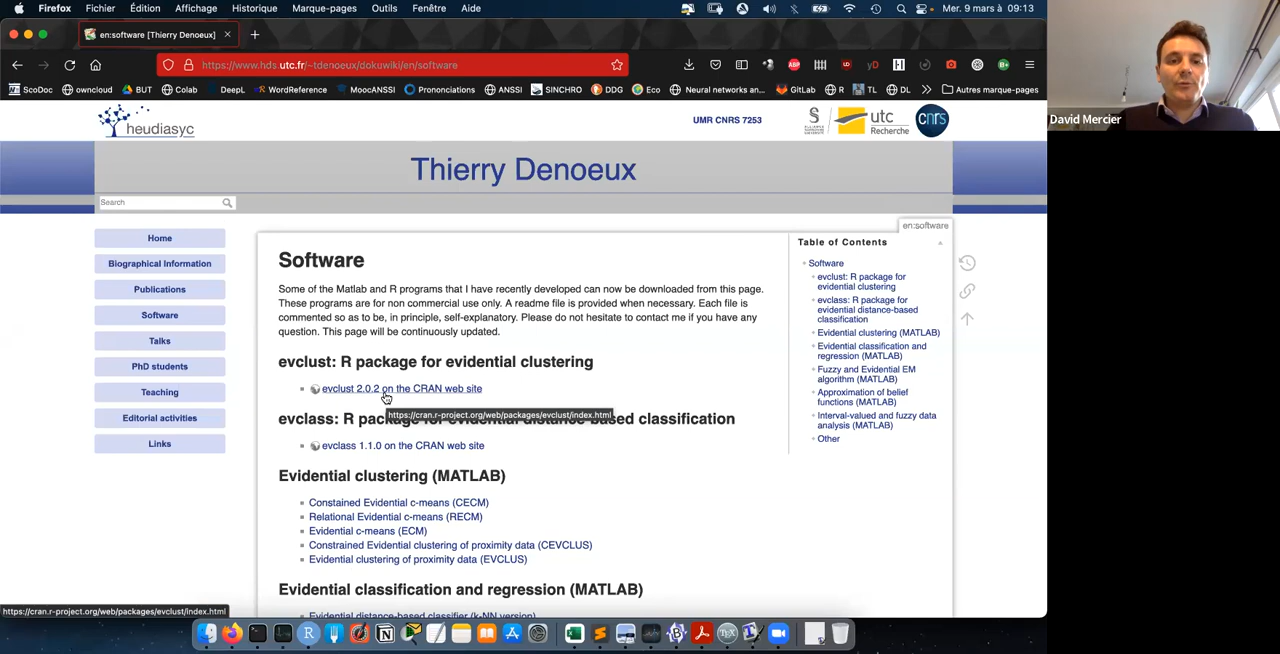 Firefox Fichier Édition Affichage Historique Marque-pages Outils Fenêtre Aide
Mer. 9 mars à 09:13
en:software [Thierry Denoeux]
https://www.hds.utc.fr/~tdenoeux/dokuwiki/en/software
ScoDoc owncloud BUT Colab DeepL WordReference MoocANSSI Prononciations ANSSI SINCHRO DDG Eco Neural networks an... GitLab R TL DL Autres marque-pages
heudiasyc
UMR CNRS 7253
utc
Recherche
cnrs
Thierry Denoeux
Search
en:software
Home
Biographical Information
Publications
Software
Talks
PhD students
Teaching
Editorial activities
Links
Software
Some of the Matlab and R programs that I have recently developed can now be downloaded from this page.
These programs are for non commercial use only. A readme file is provided when necessary. Each file is
commented so as to be, in principle, self-explanatory. Please do not hesitate to contact me if you have any
question. This page will be continuously updated.
evclust: R package for evidential clustering
evclust 2.0.2 on the CRAN web site
https://cran.r-project.org/web/packages/evclust/index.html
evclass: R package for evidential distance-based classification
evclass 1.1.0 on the CRAN web site
Evidential clustering (MATLAB)
Constained Evidential c-means (CECM)
Relational Evidential c-means (RECM)
Evidential c-means (ECM)
Constrained Evidential clustering of proximity data (CEVCLUS)
Evidential clustering of proximity data (EVCLUS)
Evidential classification and regression (MATLAB)
Evidential distance-based classifier (k-NN version)
Table of Contents
Software
evclust: R package for
evidential clustering
evclass: R package for
evidential distance-based
classification
Evidential clustering (MATLAB)
Evidential classification and
regression (MATLAB)
Fuzzy and Evidential EM
algorithm (MATLAB)
Approximation of belief
functions (MATLAB)
Interval-valued and fuzzy data
analysis (MATLAB)
Other
https://cran.r-project.org/web/packages/evclust/index.html
David Mercier